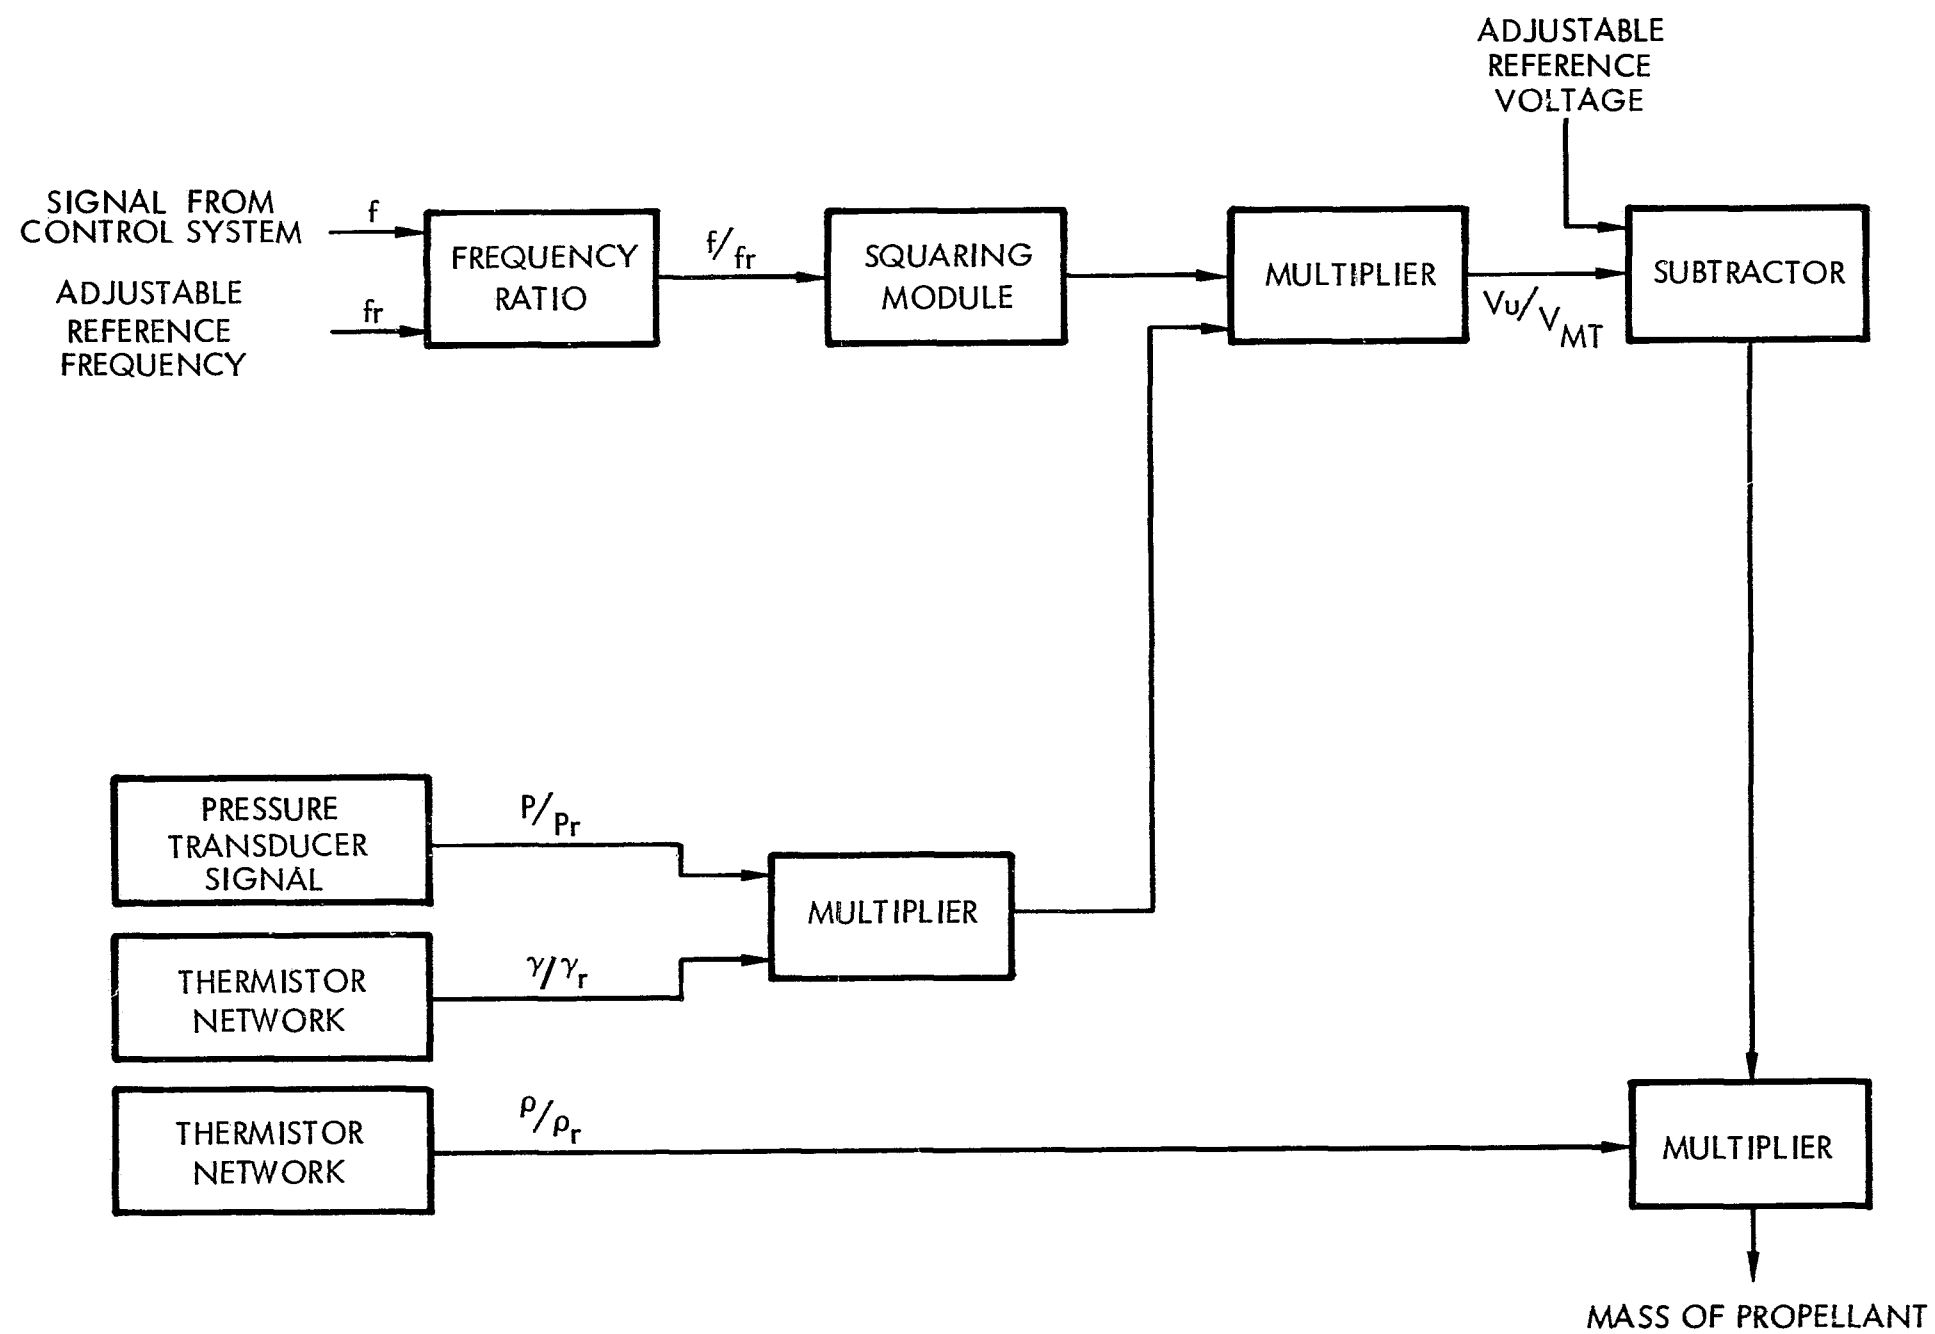 ADJUSTABLE
REFERENCE
VOLTAGE
SIGNAL FROM
CONTROL SYSTEM
f
ADJUSTABLE
REFERENCE
FREQUENCY
fr
FREQUENCY
RATIO
f/fr
SQUARING
MODULE
MULTIPLIER
Vu/VMT
SUBTRACTOR
PRESSURE
TRANSDUCER
SIGNAL
P/Pr
THERMISTOR
NETWORK
γ/γr
MULTIPLIER
THERMISTOR
NETWORK
ρ/ρr
MULTIPLIER
MASS OF PROPELLANT